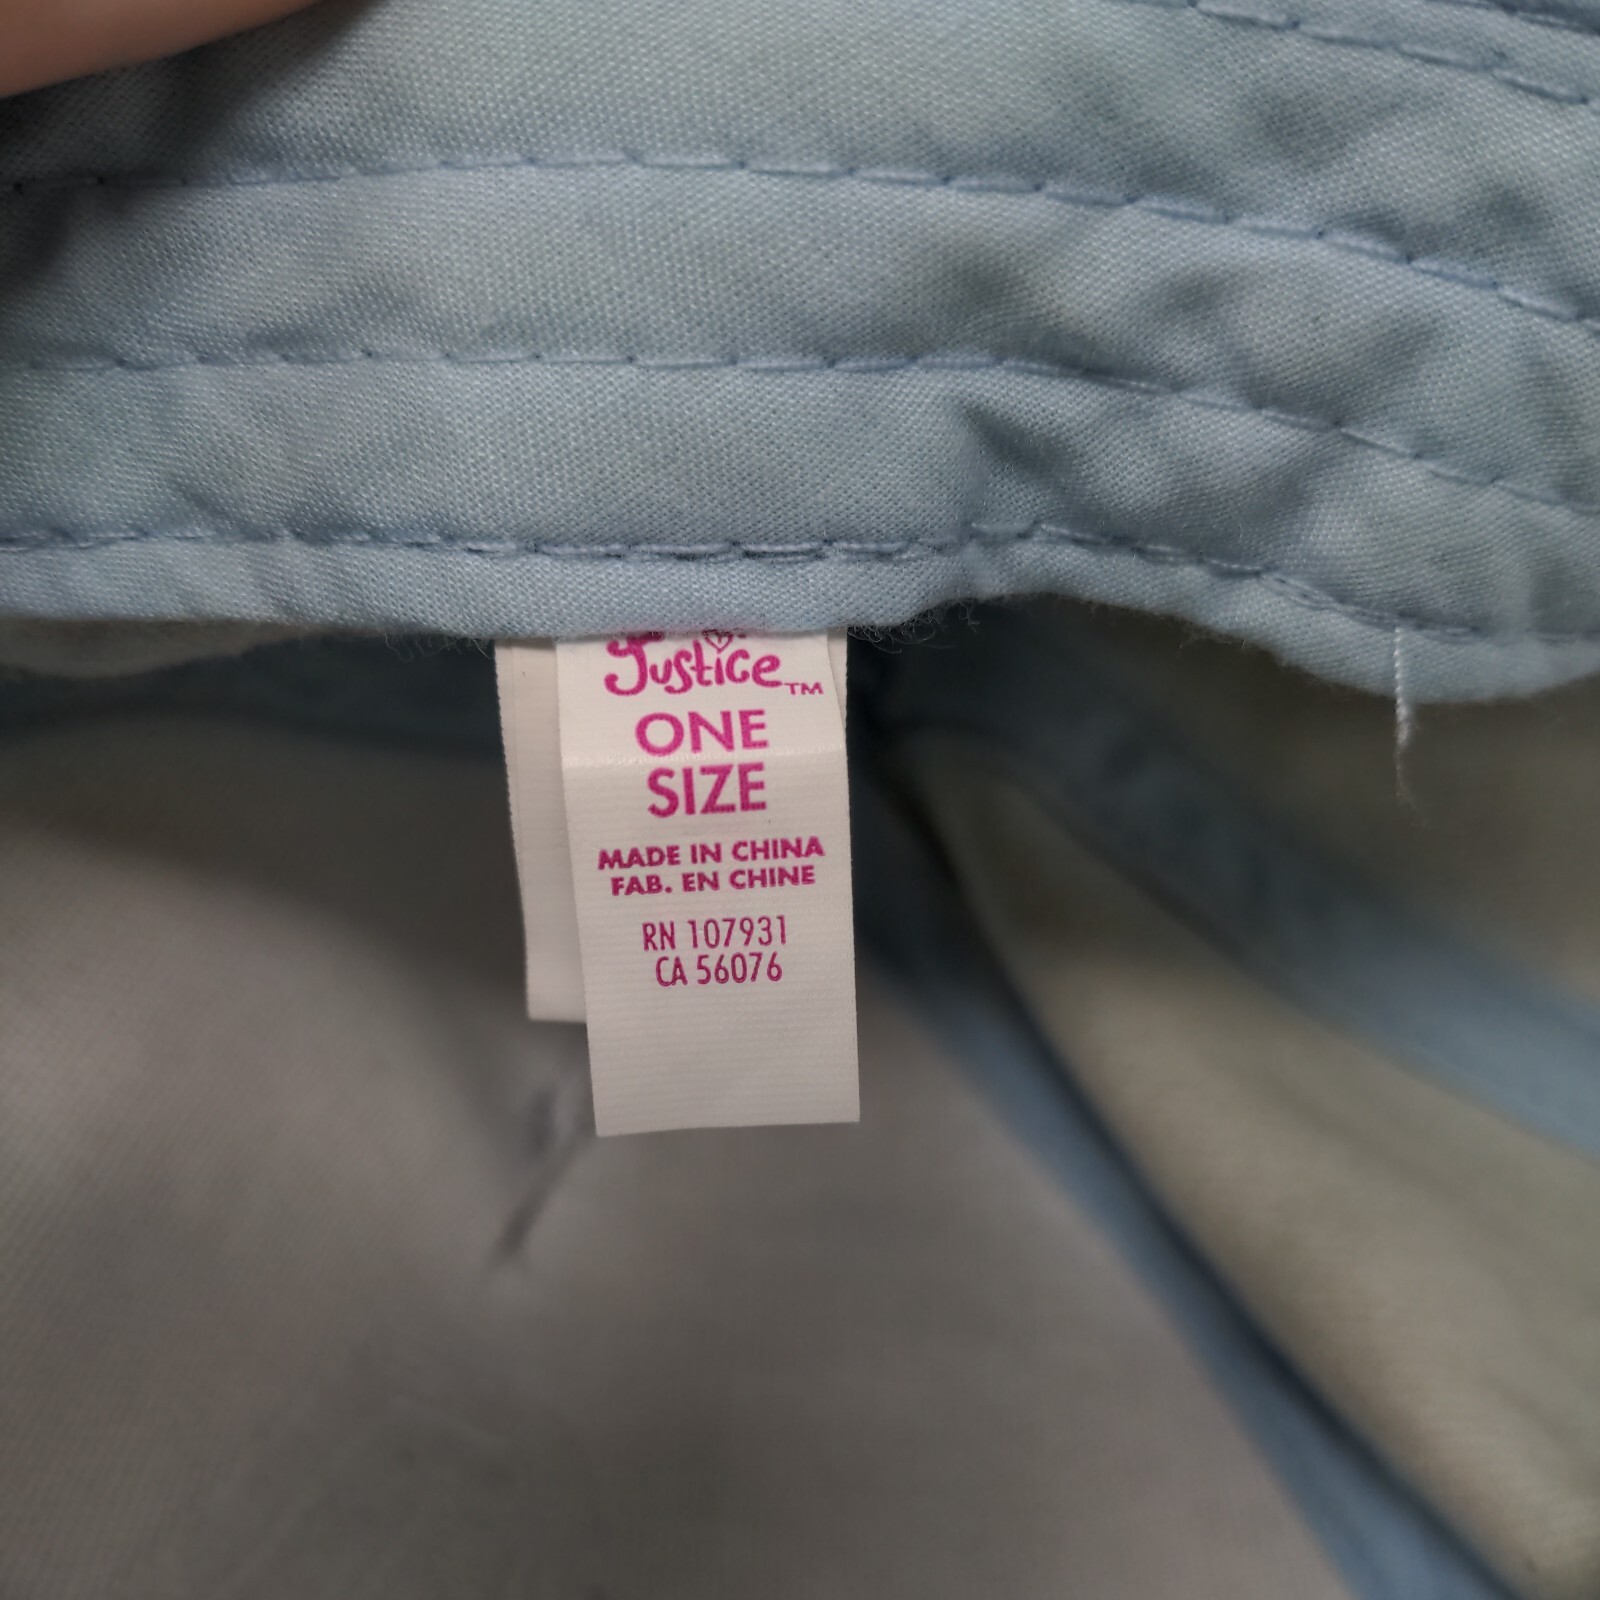 Justice™
ONE
SIZE
MADE IN CHINA
FAB. EN CHINE
RN 107931
CA 56076